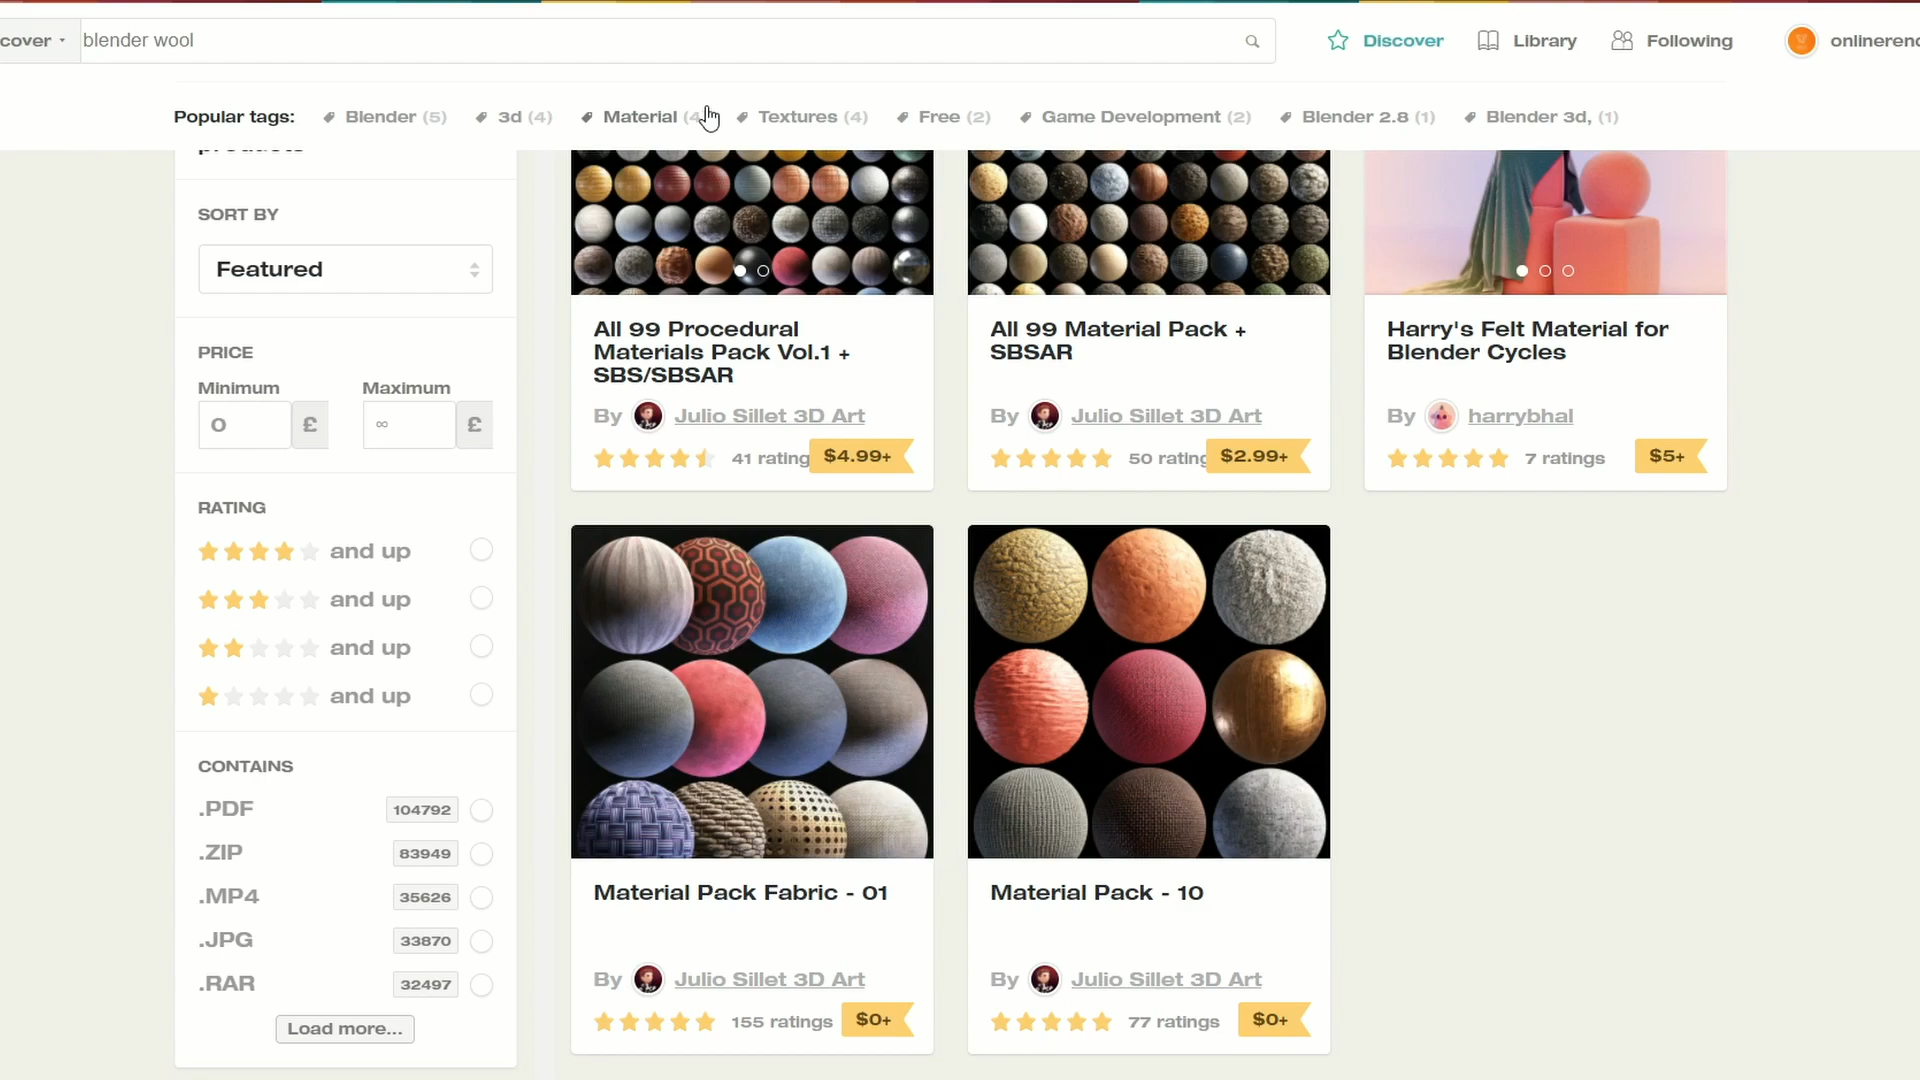 cover
blender wool
Discover
Library
Following
Popular tags:
Blender (5)
3d (4)
Material
Textures (4)
Free (2)
Game Development (2)
Blender 2.8 (1)
Blender 3d, (1)
products
SORT BY
Featured
PRICE
Minimum
Maximum
0
£
∞
£
RATING
and up
and up
and up
and up
CONTAINS
.PDF
104792
.ZIP
83949
.MP4
35626
.JPG
33870
.RAR
32497
Load more...
All 99 Procedural
Materials Pack Vol.1 +
SBS/SBSAR
By Julio Sillet 3D Art
41 rating
$4.99+
All 99 Material Pack +
SBSAR
By Julio Sillet 3D Art
50 rating
$2.99+
Harry's Felt Material for
Blender Cycles
By harrybhal
7 ratings
$5+
Material Pack Fabric - 01
By Julio Sillet 3D Art
155 ratings
$0+
Material Pack - 10
By Julio Sillet 3D Art
77 ratings
$0+